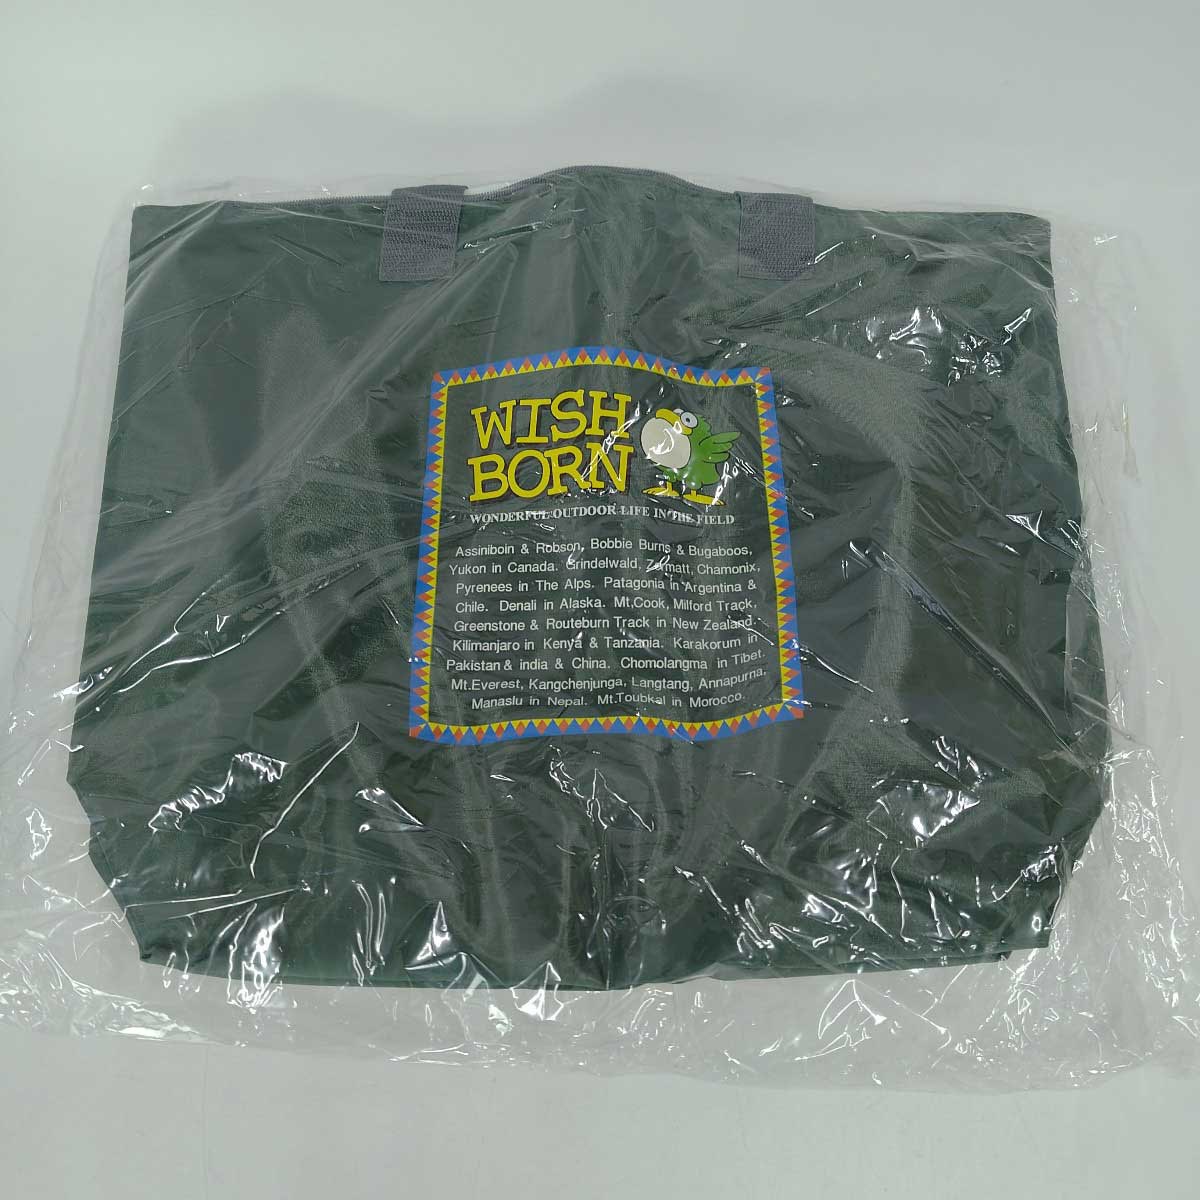 WISH
BORN
WONDERFUL OUTDOOR LIFE IN THE FIELD
Assiniboin & Robson, Bobbie Burns & Bugaboos,
Yukon in Canada. Grindelwald, Zermatt, Chamonix,
Pyrenees in The Alps. Patagonia in Argentina &
Chile. Denali in Alaska. Mt,Cook, Milford Track,
Greenstone & Routeburn Track in New Zealand.
Kilimanjaro in Kenya & Tanzania. Karakorum in
Pakistan & india & China. Chomolangma in Tibet.
Mt.Everest, Kangchenjunga, Langtang, Annapurna.
Manaslu in Nepal. Mt.Toubkal in Morocco.